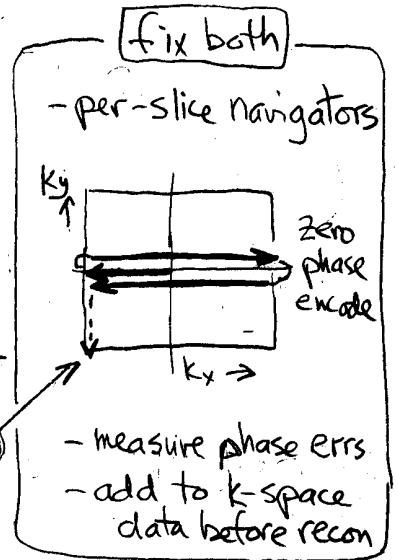 fix both
- per-slice navigators
ky ↑
zero
phase
encode
kx →
- measure phase errs
- add to k-space
data before recon